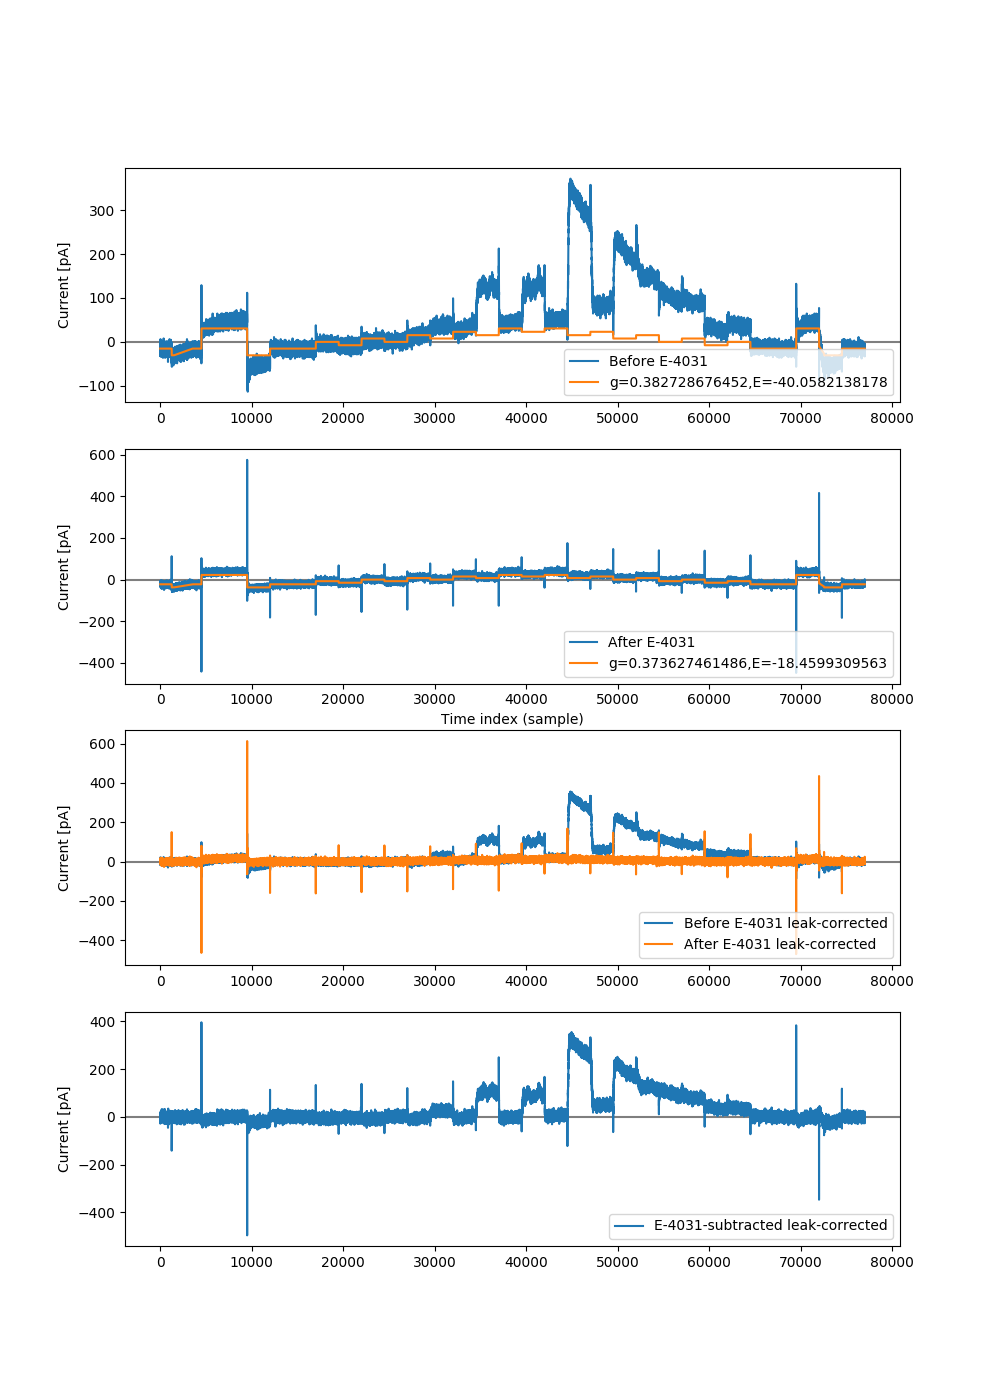 300
200
100
0
−100
Current [pA]
Before E-4031
g=0.382728676452,E=-40.0582138178
0 10000 20000 30000 40000 50000 60000 70000 80000
600
400
200
0
−200
−400
Current [pA]
After E-4031
g=0.373627461486,E=-18.4599309563
0 10000 20000 30000 40000 50000 60000 70000 80000
Time index (sample)
600
400
200
0
−200
−400
Current [pA]
Before E-4031 leak-corrected
After E-4031 leak-corrected
0 10000 20000 30000 40000 50000 60000 70000 80000
400
200
0
−200
−400
Current [pA]
E-4031-subtracted leak-corrected
0 10000 20000 30000 40000 50000 60000 70000 80000